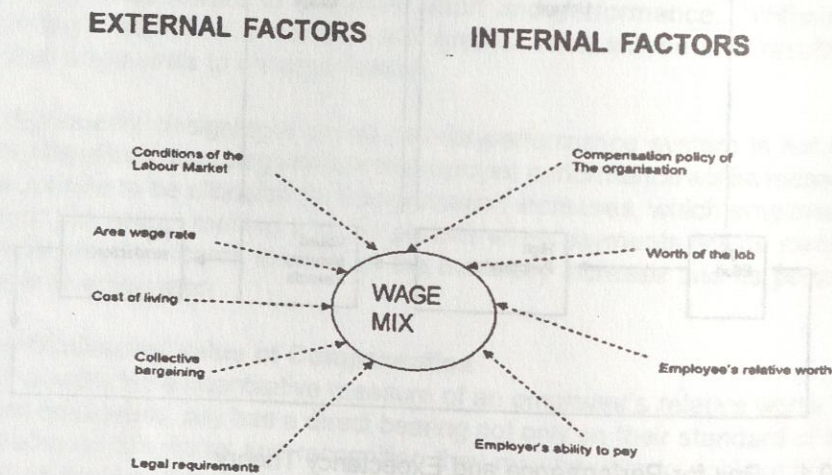 EXTERNAL FACTORS
INTERNAL FACTORS
Conditions of the
Labour Market
Compensation policy of
The organisation
Area wage rate
Worth of the lob
Cost of living
WAGE
MIX
Collective
bargaining
Employee's relative worth
Employer's ability to pay
Legal requirements